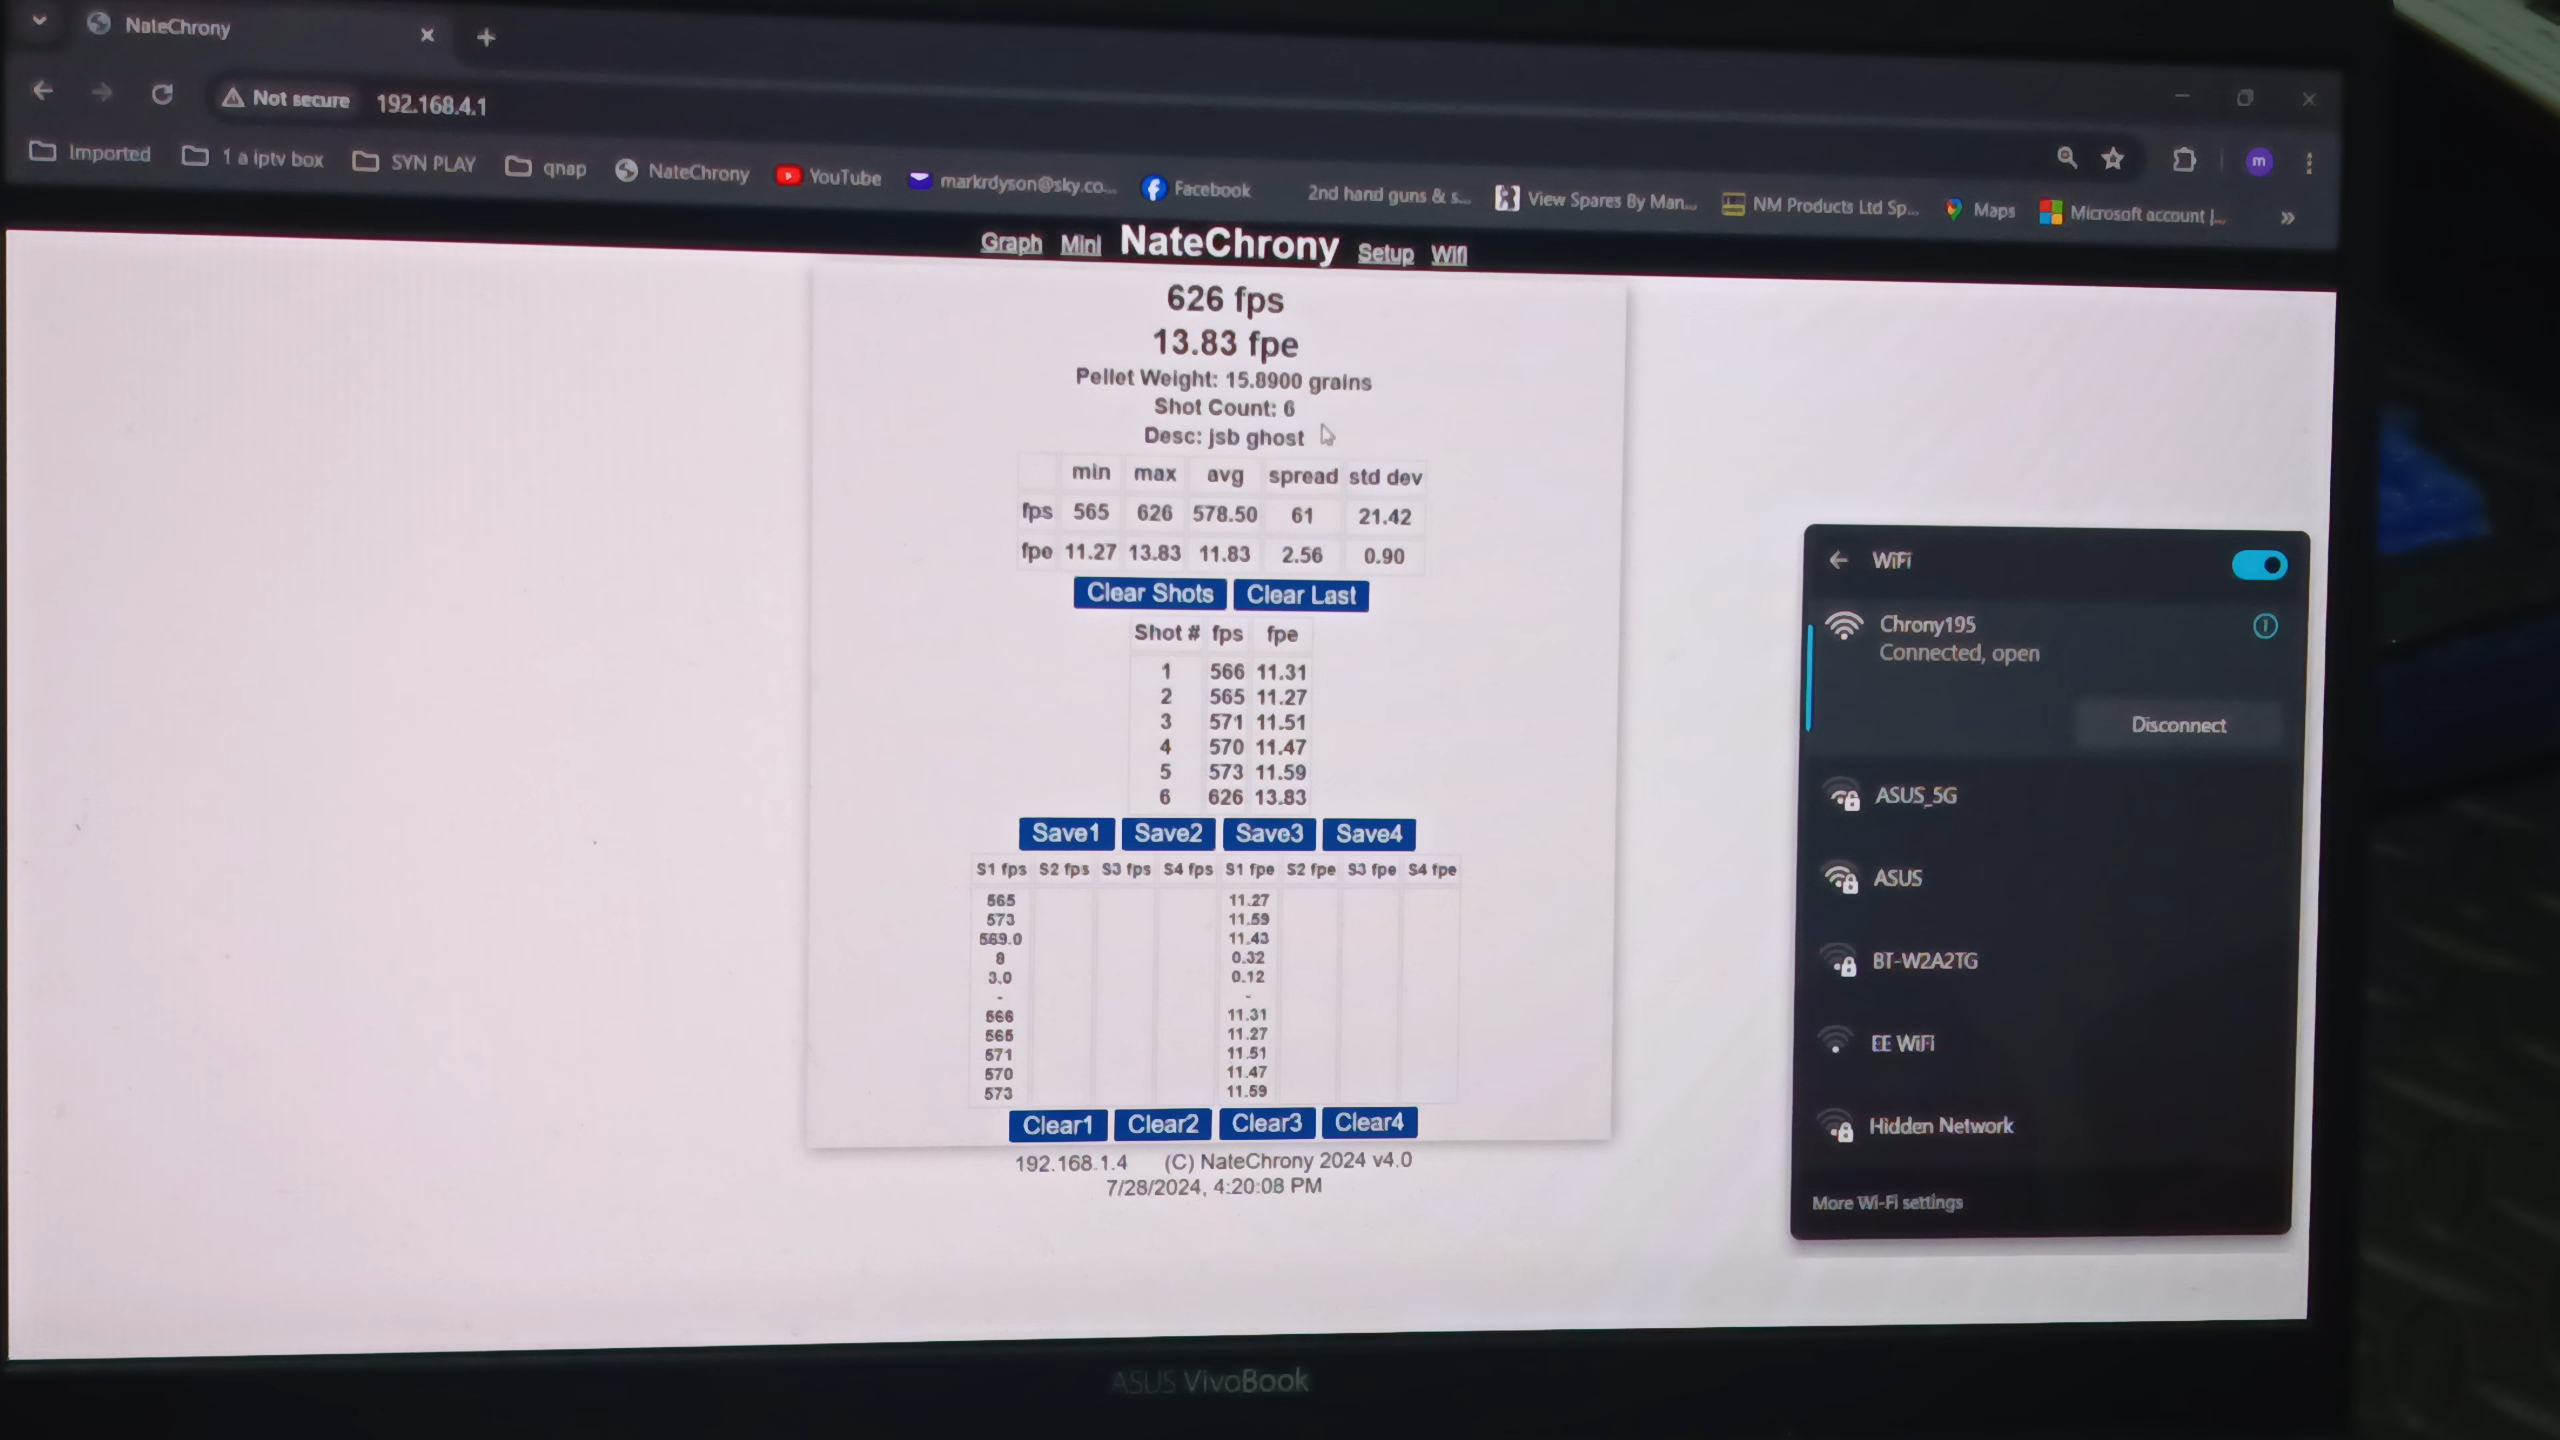 NateChrony
Not secure 192.168.4.1
Imported 1 a iptv box SYN PLAY qnap NateChrony YouTube markrdyson@sky.co... Facebook 2nd hand guns & s... View Spares By Man... NM Products Ltd Sp... Maps Microsoft account |... »
Graph Mini NateChrony Setup Wifi
626 fps
13.83 fpe
Pellet Weight: 15.8900 grains
Shot Count: 6
Desc: jsb ghost
min max avg spread std dev
fps 565 626 578.50 61 21.42
fpe 11.27 13.83 11.83 2.56 0.90
Clear Shots Clear Last
Shot # fps fpe
1 566 11.31
2 565 11.27
3 571 11.51
4 570 11.47
5 573 11.59
6 626 13.83
Save1 Save2 Save3 Save4
S1 fps S2 fps S3 fps S4 fps S1 fpe S2 fpe S3 fpe S4 fpe
565 11.27
573 11.59
569.0 11.43
8 0.32
3.0 0.12
- -
566 11.31
565 11.27
571 11.51
570 11.47
573 11.59
Clear1 Clear2 Clear3 Clear4
192.168.1.4 (C) NateChrony 2024 v4.0
7/28/2024, 4:20:08 PM
WiFi
Chrony195
Connected, open
Disconnect
ASUS_5G
ASUS
BT-W2A2TG
EE WiFi
Hidden Network
More Wi-Fi settings
m
ASUS VivoBook